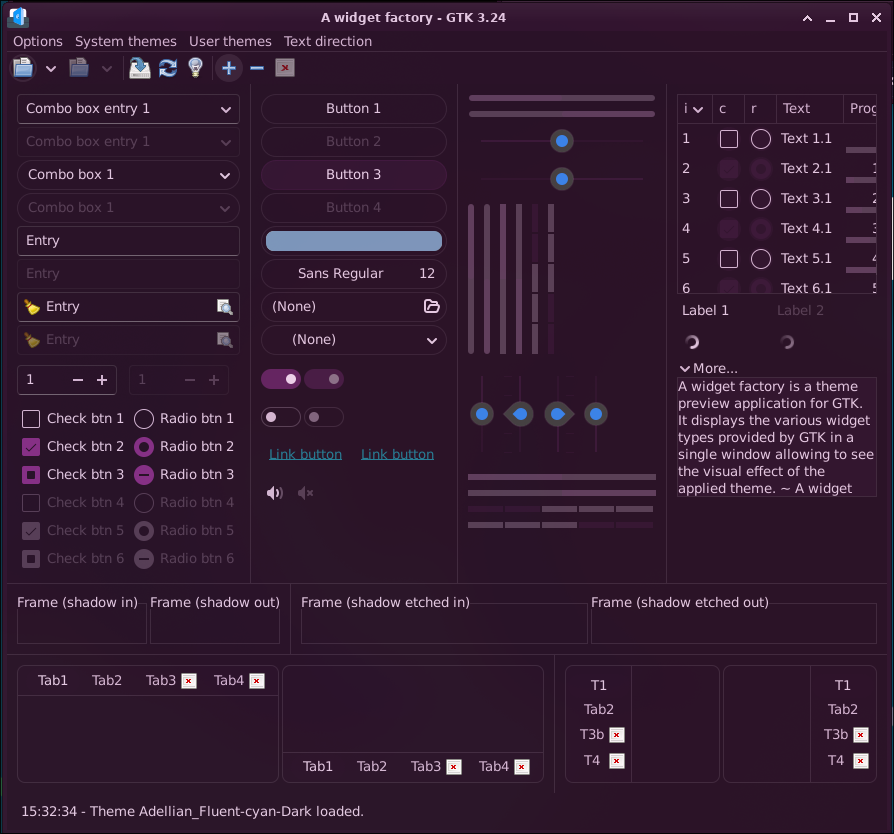 A widget factory - GTK 3.24
Options System themes User themes Text direction
Combo box entry 1
Combo box entry 1
Combo box 1
Combo box 1
Entry
Entry
Entry
Entry
1 1
Check btn 1 Radio btn 1
Check btn 2 Radio btn 2
Check btn 3 Radio btn 3
Check btn 4 Radio btn 4
Check btn 5 Radio btn 5
Check btn 6 Radio btn 6
Button 1
Button 2
Button 3
Button 4
Sans Regular 12
(None)
(None)
Link button Link button
i c r Text Prog
1 Text 1.1
2 Text 2.1 1
3 Text 3.1 2
4 Text 4.1 3
5 Text 5.1 4
6 Text 6.1 5
Label 1 Label 2
More...
A widget factory is a theme
preview application for GTK.
It displays the various widget
types provided by GTK in a
single window allowing to see
the visual effect of the
applied theme. ~ A widget
Frame (shadow in) Frame (shadow out) Frame (shadow etched in) Frame (shadow etched out)
Tab1 Tab2 Tab3 Tab4
Tab1 Tab2 Tab3 Tab4
T1
Tab2
T3b
T4
T1
Tab2
T3b
T4
15:32:34 - Theme Adellian_Fluent-cyan-Dark loaded.